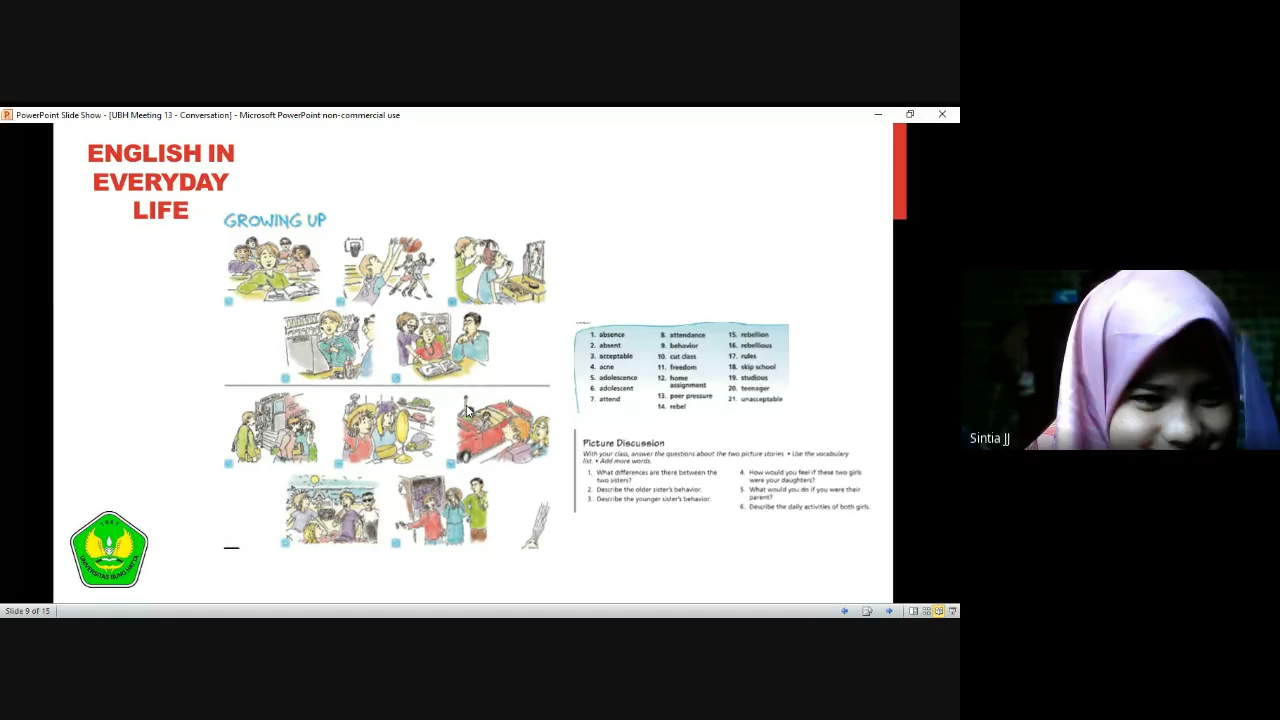 PowerPoint Slide Show - [UBH Meeting 13 - Conversation] - Microsoft PowerPoint non-commercial use
ENGLISH IN
EVERYDAY
LIFE
GROWING UP
1. absence
2. absent
3. acceptable
4. acne
5. adolescence
6. adolescent
7. attend
8. attendance
9. behavior
10. cut class
11. freedom
12. home
assignment
13. peer pressure
14. rebel
15. rebellion
16. rebellious
17. rules
18. skip school
19. studious
20. teenager
21. unacceptable
Picture Discussion
With your class, answer the questions about the two picture stories. • Use the vocabulary
list. • Add more words.
1. What differences are there between the
two sisters?
2. Describe the older sister's behavior.
3. Describe the younger sister's behavior.
4. How would you feel if these two girls
were your daughters?
5. What would you do if you were their
parent?
6. Describe the daily activities of both girls.
1981
UNIVERSITAS BUNG HATTA
Slide 9 of 15
Sintia JJ